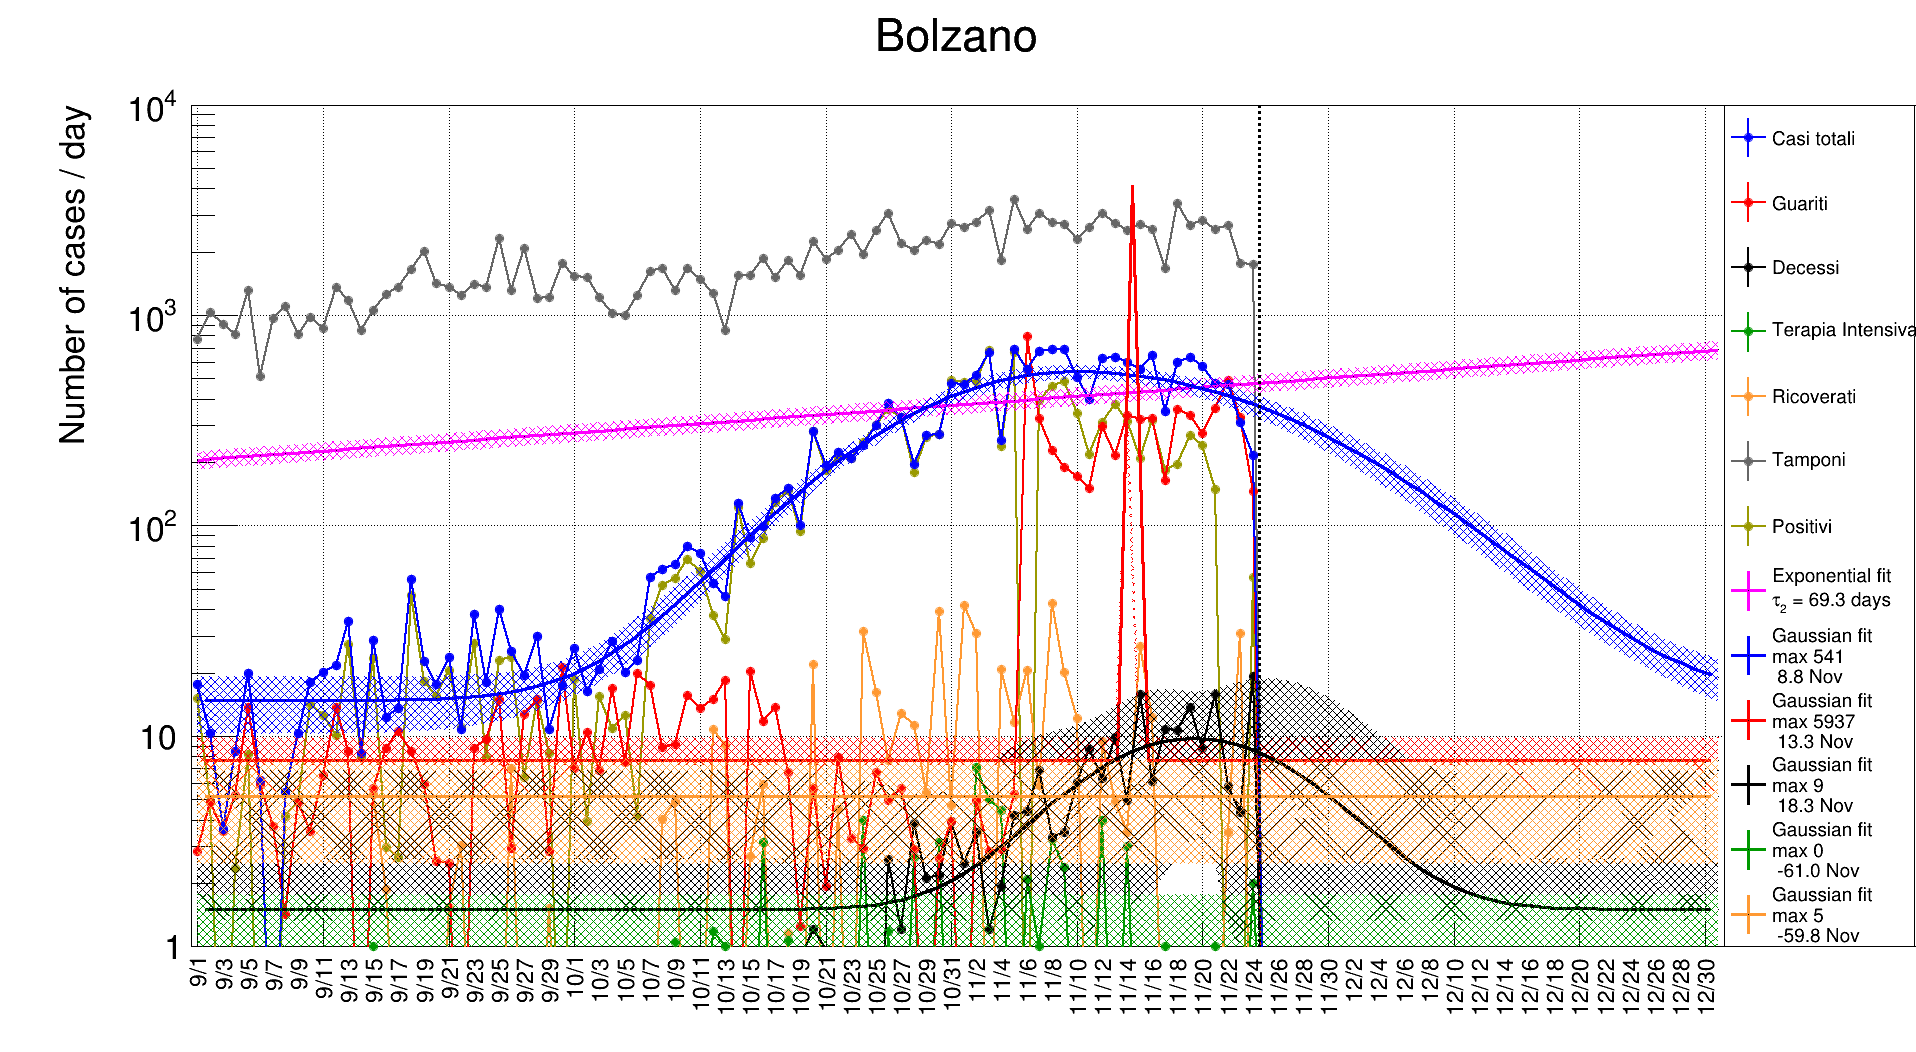 Bolzano
Number of cases / day
10⁴
10³
10²
10
1
9/1
9/3
9/5
9/7
9/9
9/11
9/13
9/15
9/17
9/19
9/21
9/23
9/25
9/27
9/29
10/1
10/3
10/5
10/7
10/9
10/11
10/13
10/15
10/17
10/19
10/21
10/23
10/25
10/27
10/29
10/31
11/2
11/4
11/6
11/8
11/10
11/12
11/14
11/16
11/18
11/20
11/22
11/24
11/26
11/28
11/30
12/2
12/4
12/6
12/8
12/10
12/12
12/14
12/16
12/18
12/20
12/22
12/24
12/26
12/28
12/30
Casi totali
Guariti
Decessi
Terapia Intensiva
Ricoverati
Tamponi
Positivi
Exponential fit
τ₂ = 69.3 days
Gaussian fit
max 541
8.8 Nov
Gaussian fit
max 5937
13.3 Nov
Gaussian fit
max 9
18.3 Nov
Gaussian fit
max 0
-61.0 Nov
Gaussian fit
max 5
-59.8 Nov